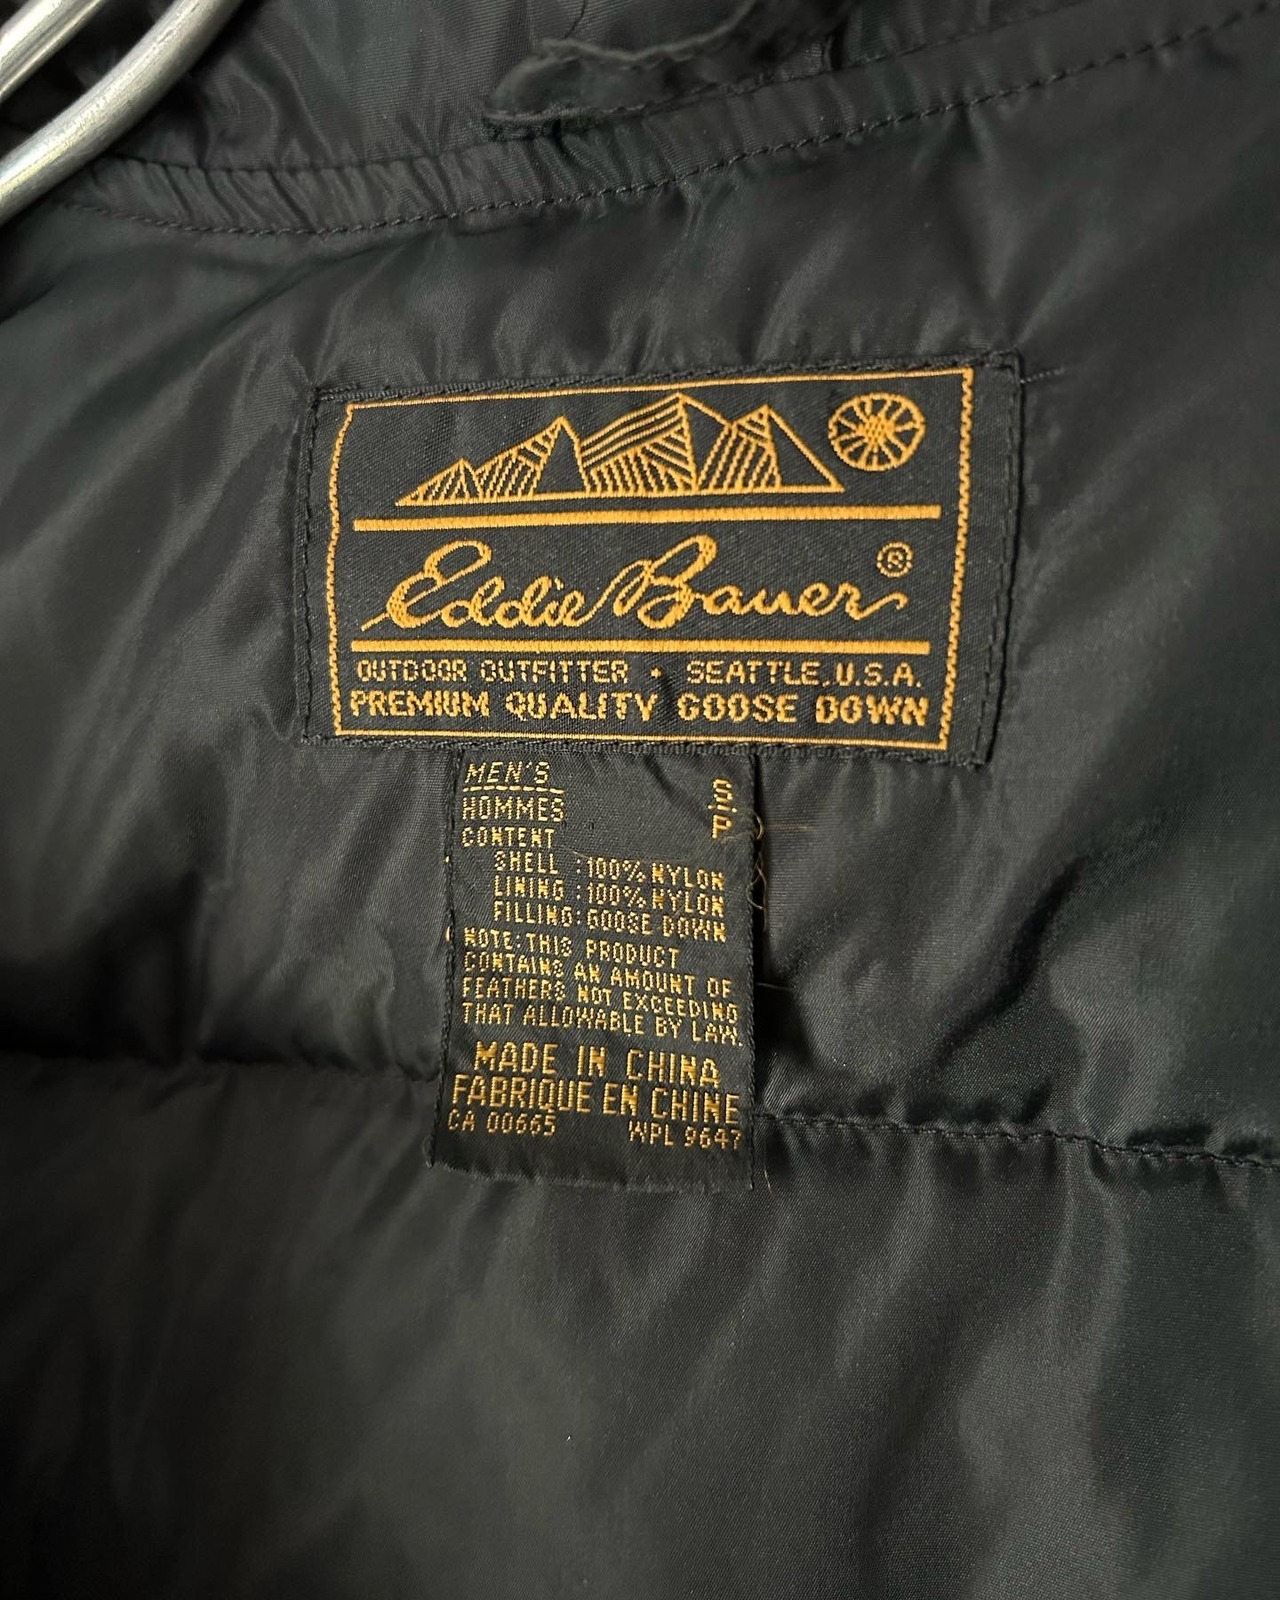 Eddie Bauer ®
OUTDOOR OUTFITTER • SEATTLE, U.S.A.
PREMIUM QUALITY GOOSE DOWN
MEN'S S
HOMMES P
CONTENT
SHELL :100% NYLON
LINING :100% NYLON
FILLING: GOOSE DOWN
NOTE: THIS PRODUCT
CONTAINS AN AMOUNT OF
FEATHERS NOT EXCEEDING
THAT ALLOWABLE BY LAW.
MADE IN CHINA
FABRIQUE EN CHINE
CA 00665 WPL 9647